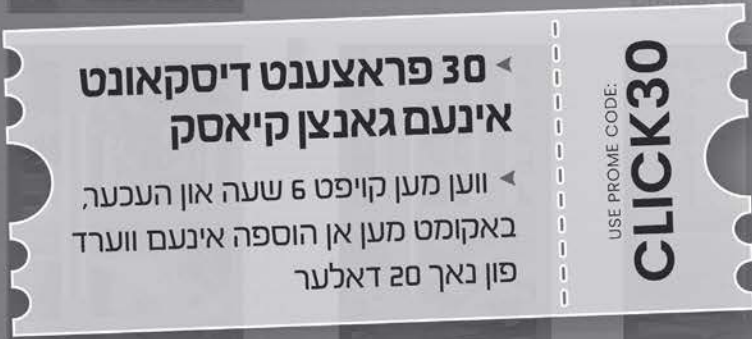 30 פראצענט דיסקאונט
אינעם גאנצן קיאסק
ווען מען קויפט 6 שעה און העכער,
באקומט מען אן הוספה אינעם ווערד
פון נאך 20 דאלער
USE PROME CODE:
CLICK30